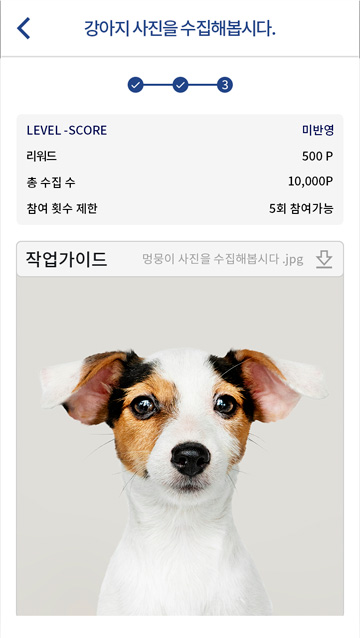 강아지 사진을 수집해봅시다.
3
LEVEL -SCORE 미반영
리워드 500 P
총 수집 수 10,000P
참여 횟수 제한 5회 참여가능
작업가이드 멍뭉이 사진을 수집해봅시다 .jpg